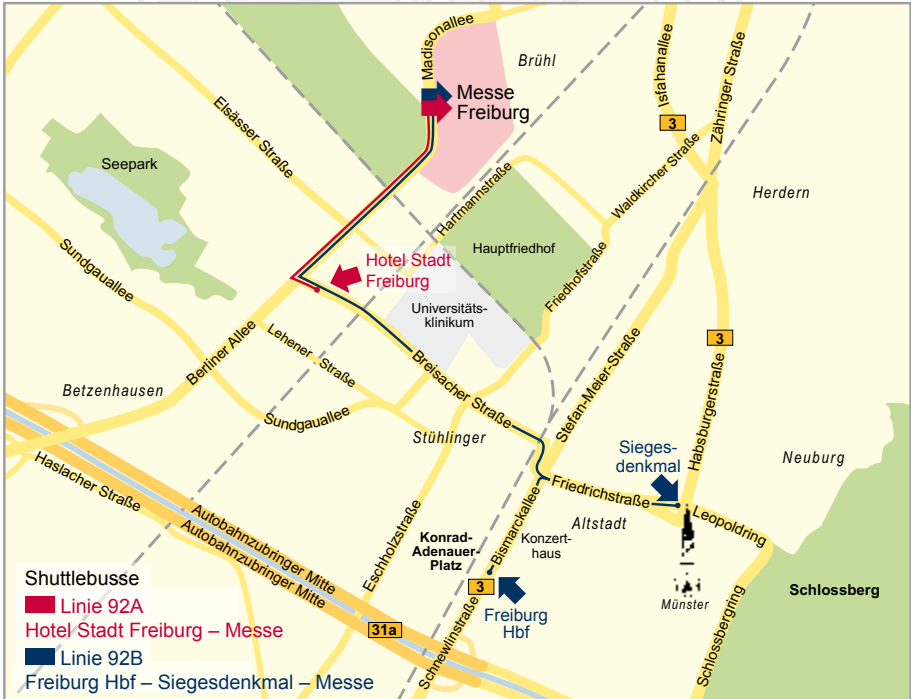 Madisonallee
Brühl
Isfahanallee
Zähringer Straße
Messe
Freiburg
3
Elsässer Straße
Seepark
Hartmannstraße
Waldkircher Straße
Herdern
Hauptfriedhof
Sundgauallee
Hotel Stadt
Freiburg
Friedhofstraße
Universitäts-
klinikum
Berliner Allee
Lehener Straße
3
Breisacher Straße
Stefan-Meier-Straße
Betzenhausen
Sundgauallee
Stühlinger
Habsburgerstraße
Sieges-
denkmal
Neuburg
Haslacher Straße
Friedrichstraße
Leopoldring
Autobahnzubringer Mitte
Autobahnzubringer Mitte
Eschholzstraße
Bismarckallee
Altstadt
Konrad-
Adenauer-
Platz
Konzert-
haus
3
Freiburg
Hbf
Münster
Schlossberg
Schlossbergring
Schnewlinstraße
31a
Shuttlebusse
Linie 92A
Hotel Stadt Freiburg – Messe
Linie 92B
Freiburg Hbf – Siegesdenkmal – Messe